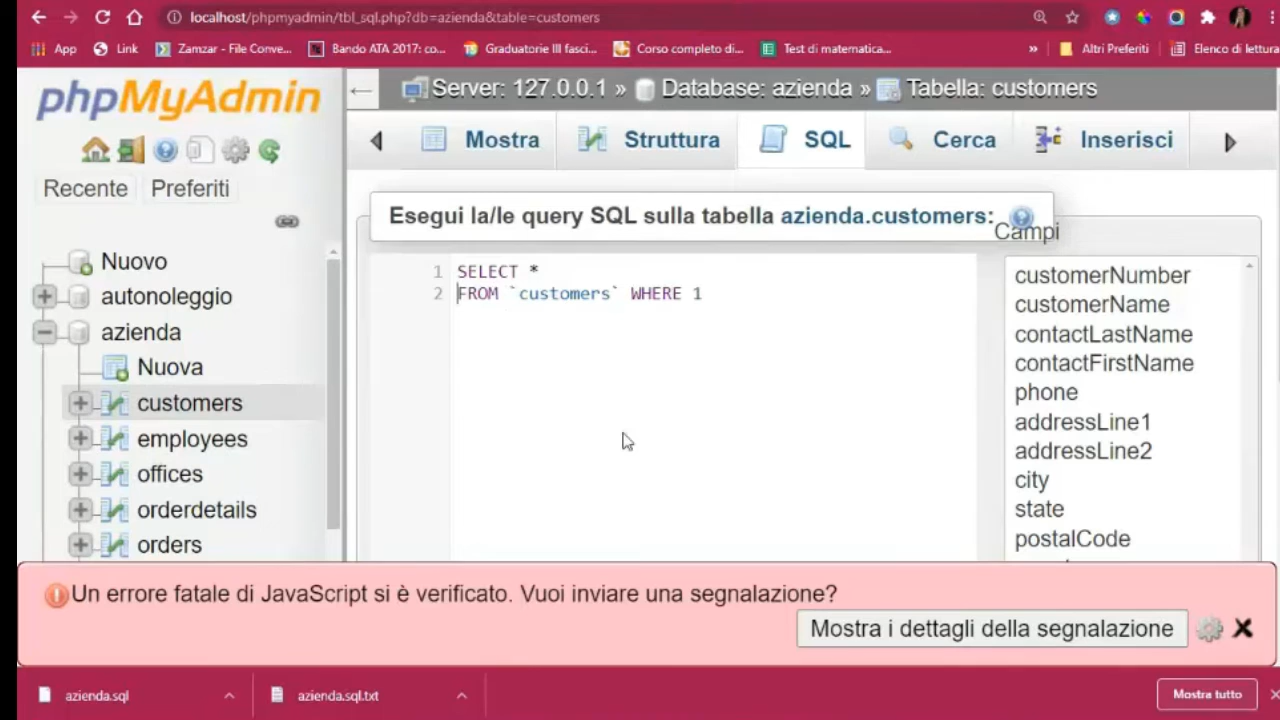 localhost/phpmyadmin/tbl_sql.php?db=azienda&table=customers
App
Link
Zamzar - File Conve...
Bando ATA 2017: co...
Graduatorie III fasci...
Corso completo di...
Test di matematica...
»
Altri Preferiti
Elenco di lettura
phpMyAdmin
Recente
Preferiti
Nuovo
autonoleggio
azienda
Nuova
customers
employees
offices
orderdetails
orders
Server: 127.0.0.1 » Database: azienda » Tabella: customers
Mostra
Struttura
SQL
Cerca
Inserisci
Esegui la/le query SQL sulla tabella azienda.customers:
Campi
1 SELECT *
2 FROM `customers` WHERE 1
customerNumber
customerName
contactLastName
contactFirstName
phone
addressLine1
addressLine2
city
state
postalCode
Un errore fatale di JavaScript si è verificato. Vuoi inviare una segnalazione?
Mostra i dettagli della segnalazione
azienda.sql
azienda.sql.txt
Mostra tutto